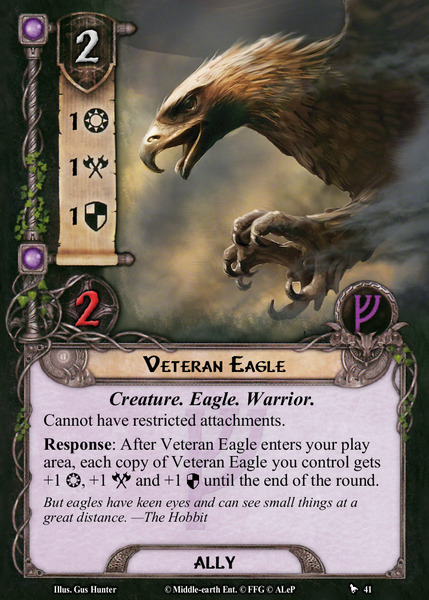 2
1
1
1
2
Veteran Eagle
Creature. Eagle. Warrior.
Cannot have restricted attachments.
Response: After Veteran Eagle enters your play
area, each copy of Veteran Eagle you control gets
+1 , +1 and +1 until the end of the round.
But eagles have keen eyes and can see small things at a
great distance. —The Hobbit
ALLY
Illus. Gus Hunter © Middle-earth Ent. © FFG © ALeP 41